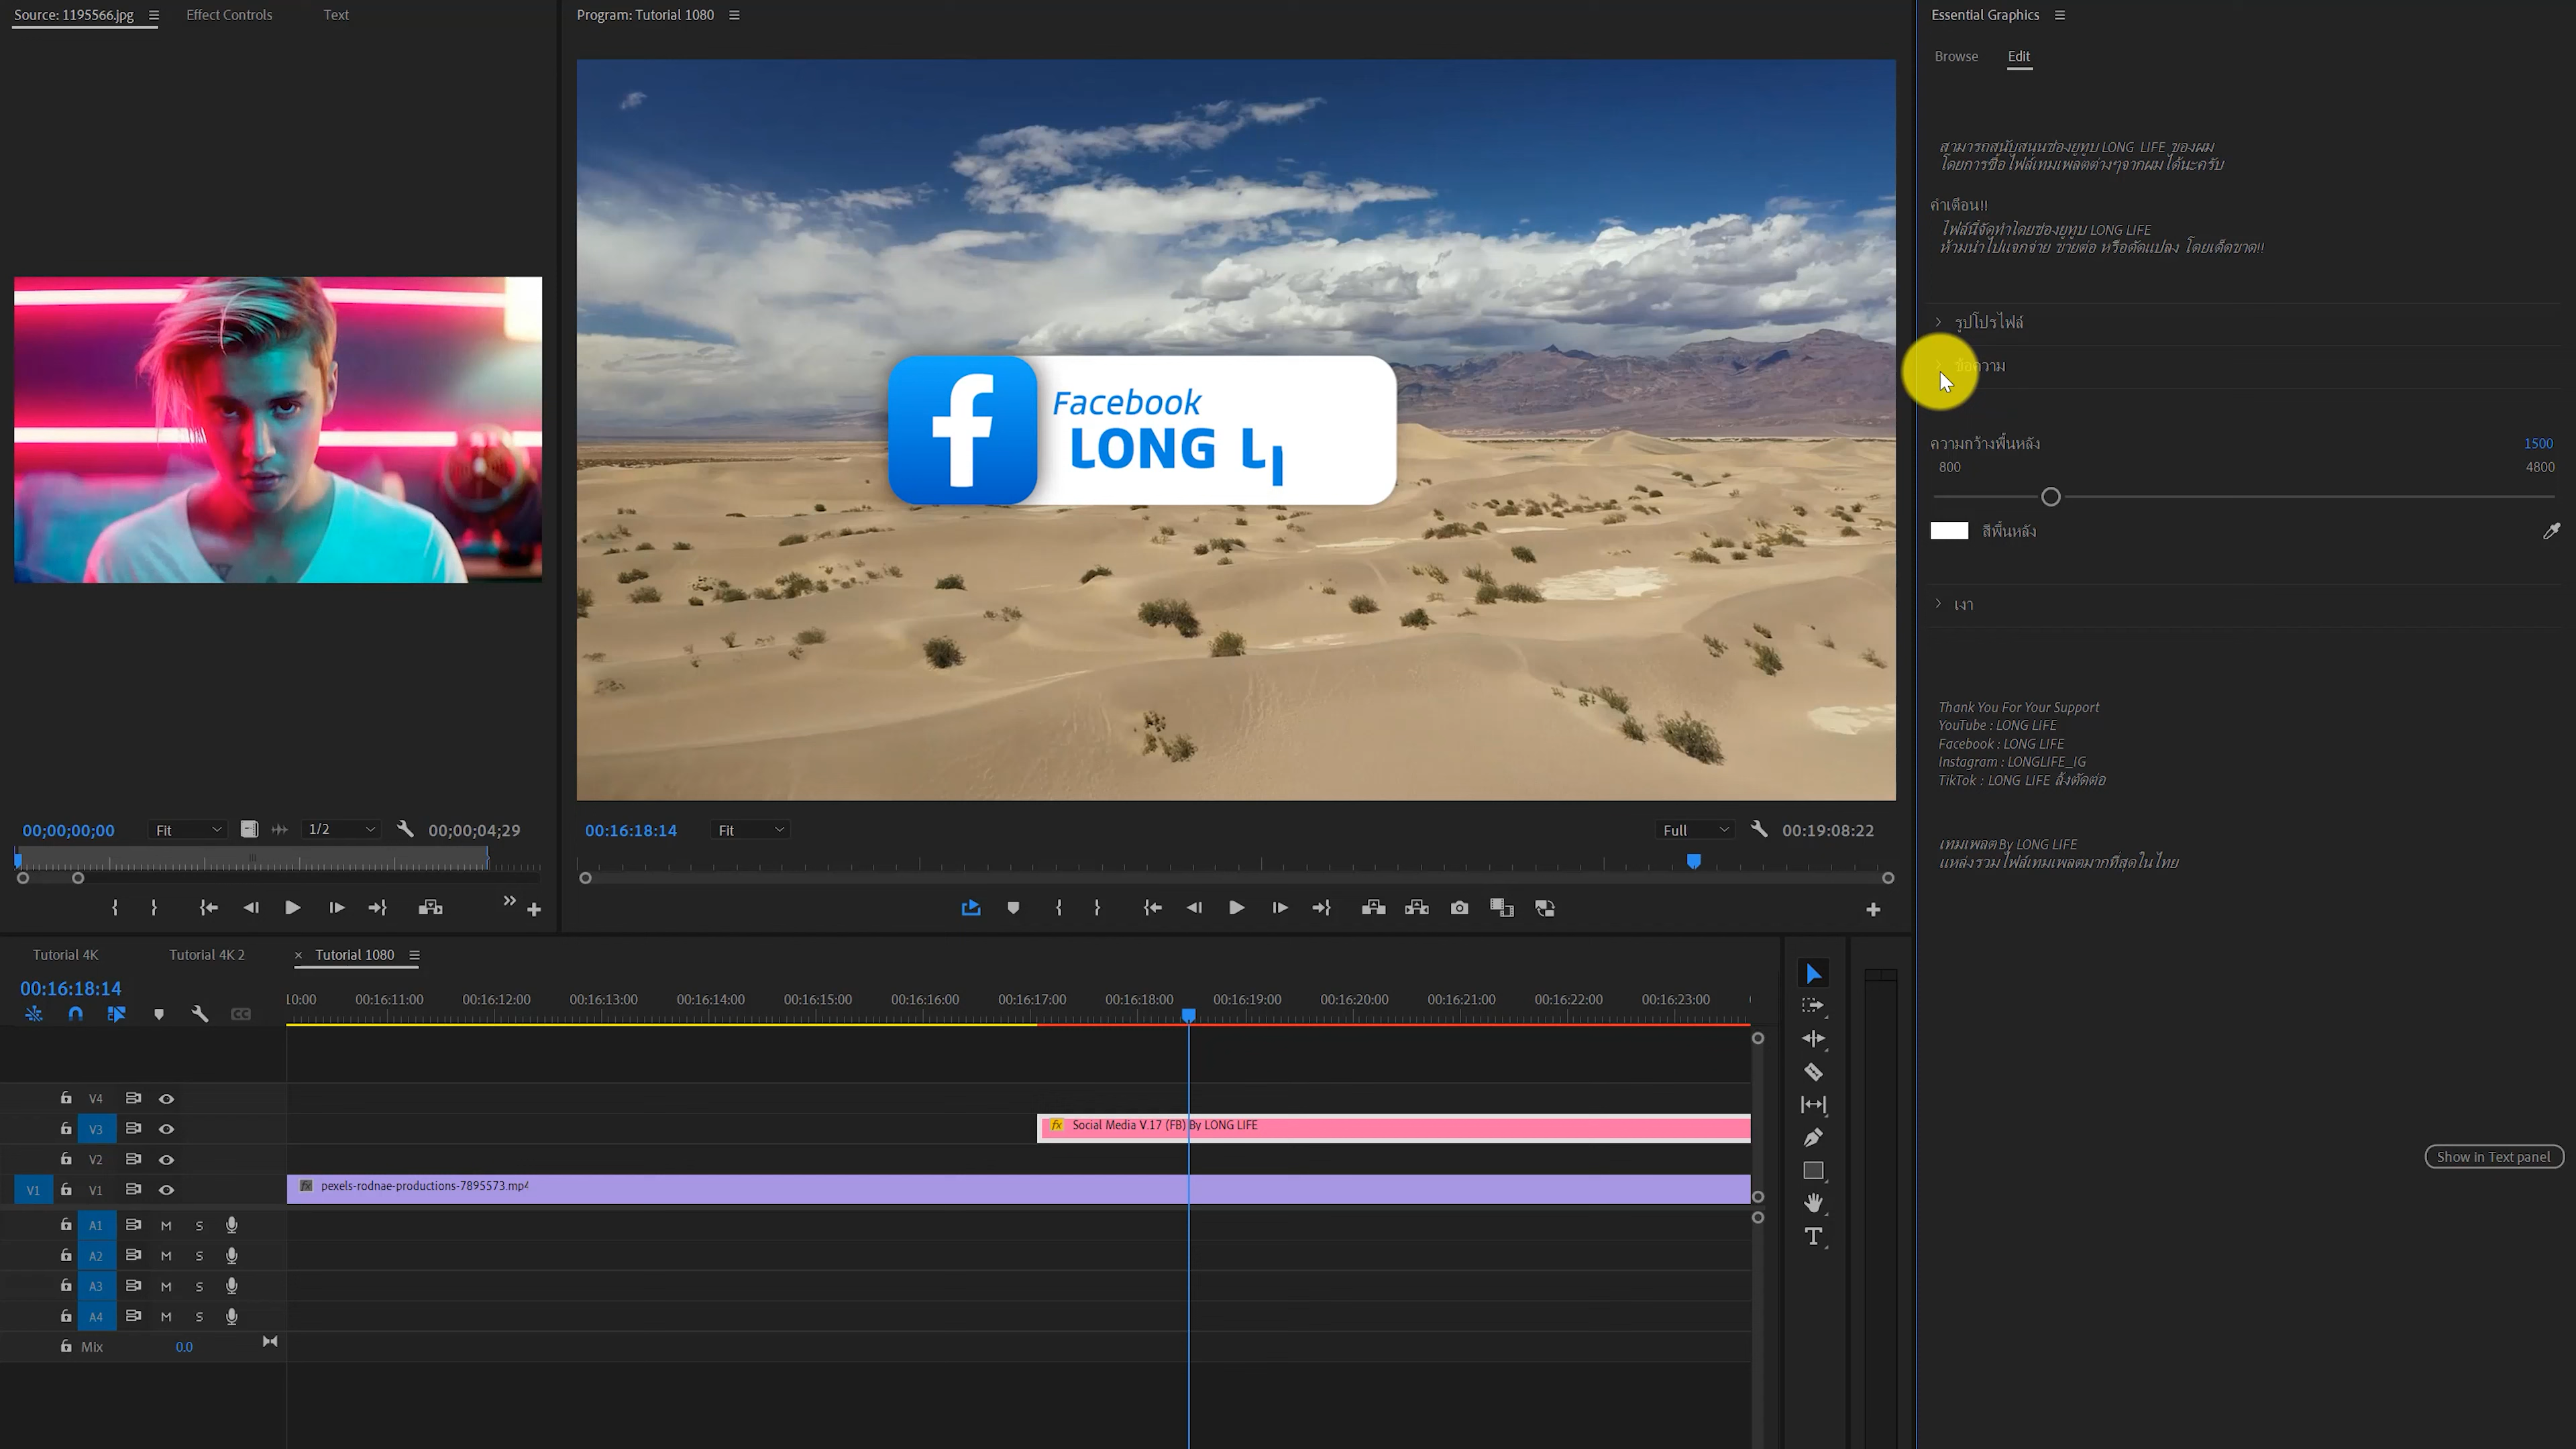 Source: 1195566.jpg
Effect Controls
Text
Program: Tutorial 1080
Essential Graphics
Browse
Edit
สามารถสนับสนุนช่องยูทูบ LONG LIFE ของผม
โดยการซื้อไฟล์เทมเพลตต่างๆจากผมได้นะครับ
คำเตือน!!
ไฟล์นี้จัดทำโดยช่องยูทูบ LONG LIFE
ห้ามนำไปแจกจ่าย ขายต่อ หรือดัดแปลง โดยเด็ดขาด!!
รูปโปรไฟล์
ข้อความ
Facebook
LONG L
ความกว้างพื้นหลัง
1500
800
4800
สีพื้นหลัง
เงา
Thank You For Your Support
YouTube : LONG LIFE
Facebook : LONG LIFE
Instagram : LONGLIFE_IG
TikTok : LONG LIFE ลุ้งตัดต่อ
เทมเพลต By LONG LIFE
แหล่งรวมไฟล์เทมเพลตมากที่สุดในไทย
00;00;00;00
Fit
1/2
00;00;04;29
00:16:18:14
Fit
Full
00:19:08:22
Tutorial 4K
Tutorial 4K 2
× Tutorial 1080
00:16:18:14
10:00
00:16:11:00
00:16:12:00
00:16:13:00
00:16:14:00
00:16:15:00
00:16:16:00
00:16:17:00
00:16:18:00
00:16:19:00
00:16:20:00
00:16:21:00
00:16:22:00
00:16:23:00
CC
V4
V3
fx Social Media V.17 (FB) By LONG LIFE
V2
V1 V1
fx pexels-rodnae-productions-7895573.mp4
A1 M S
A2 M S
A3 M S
A4 M S
Mix 0.0
Show in Text panel